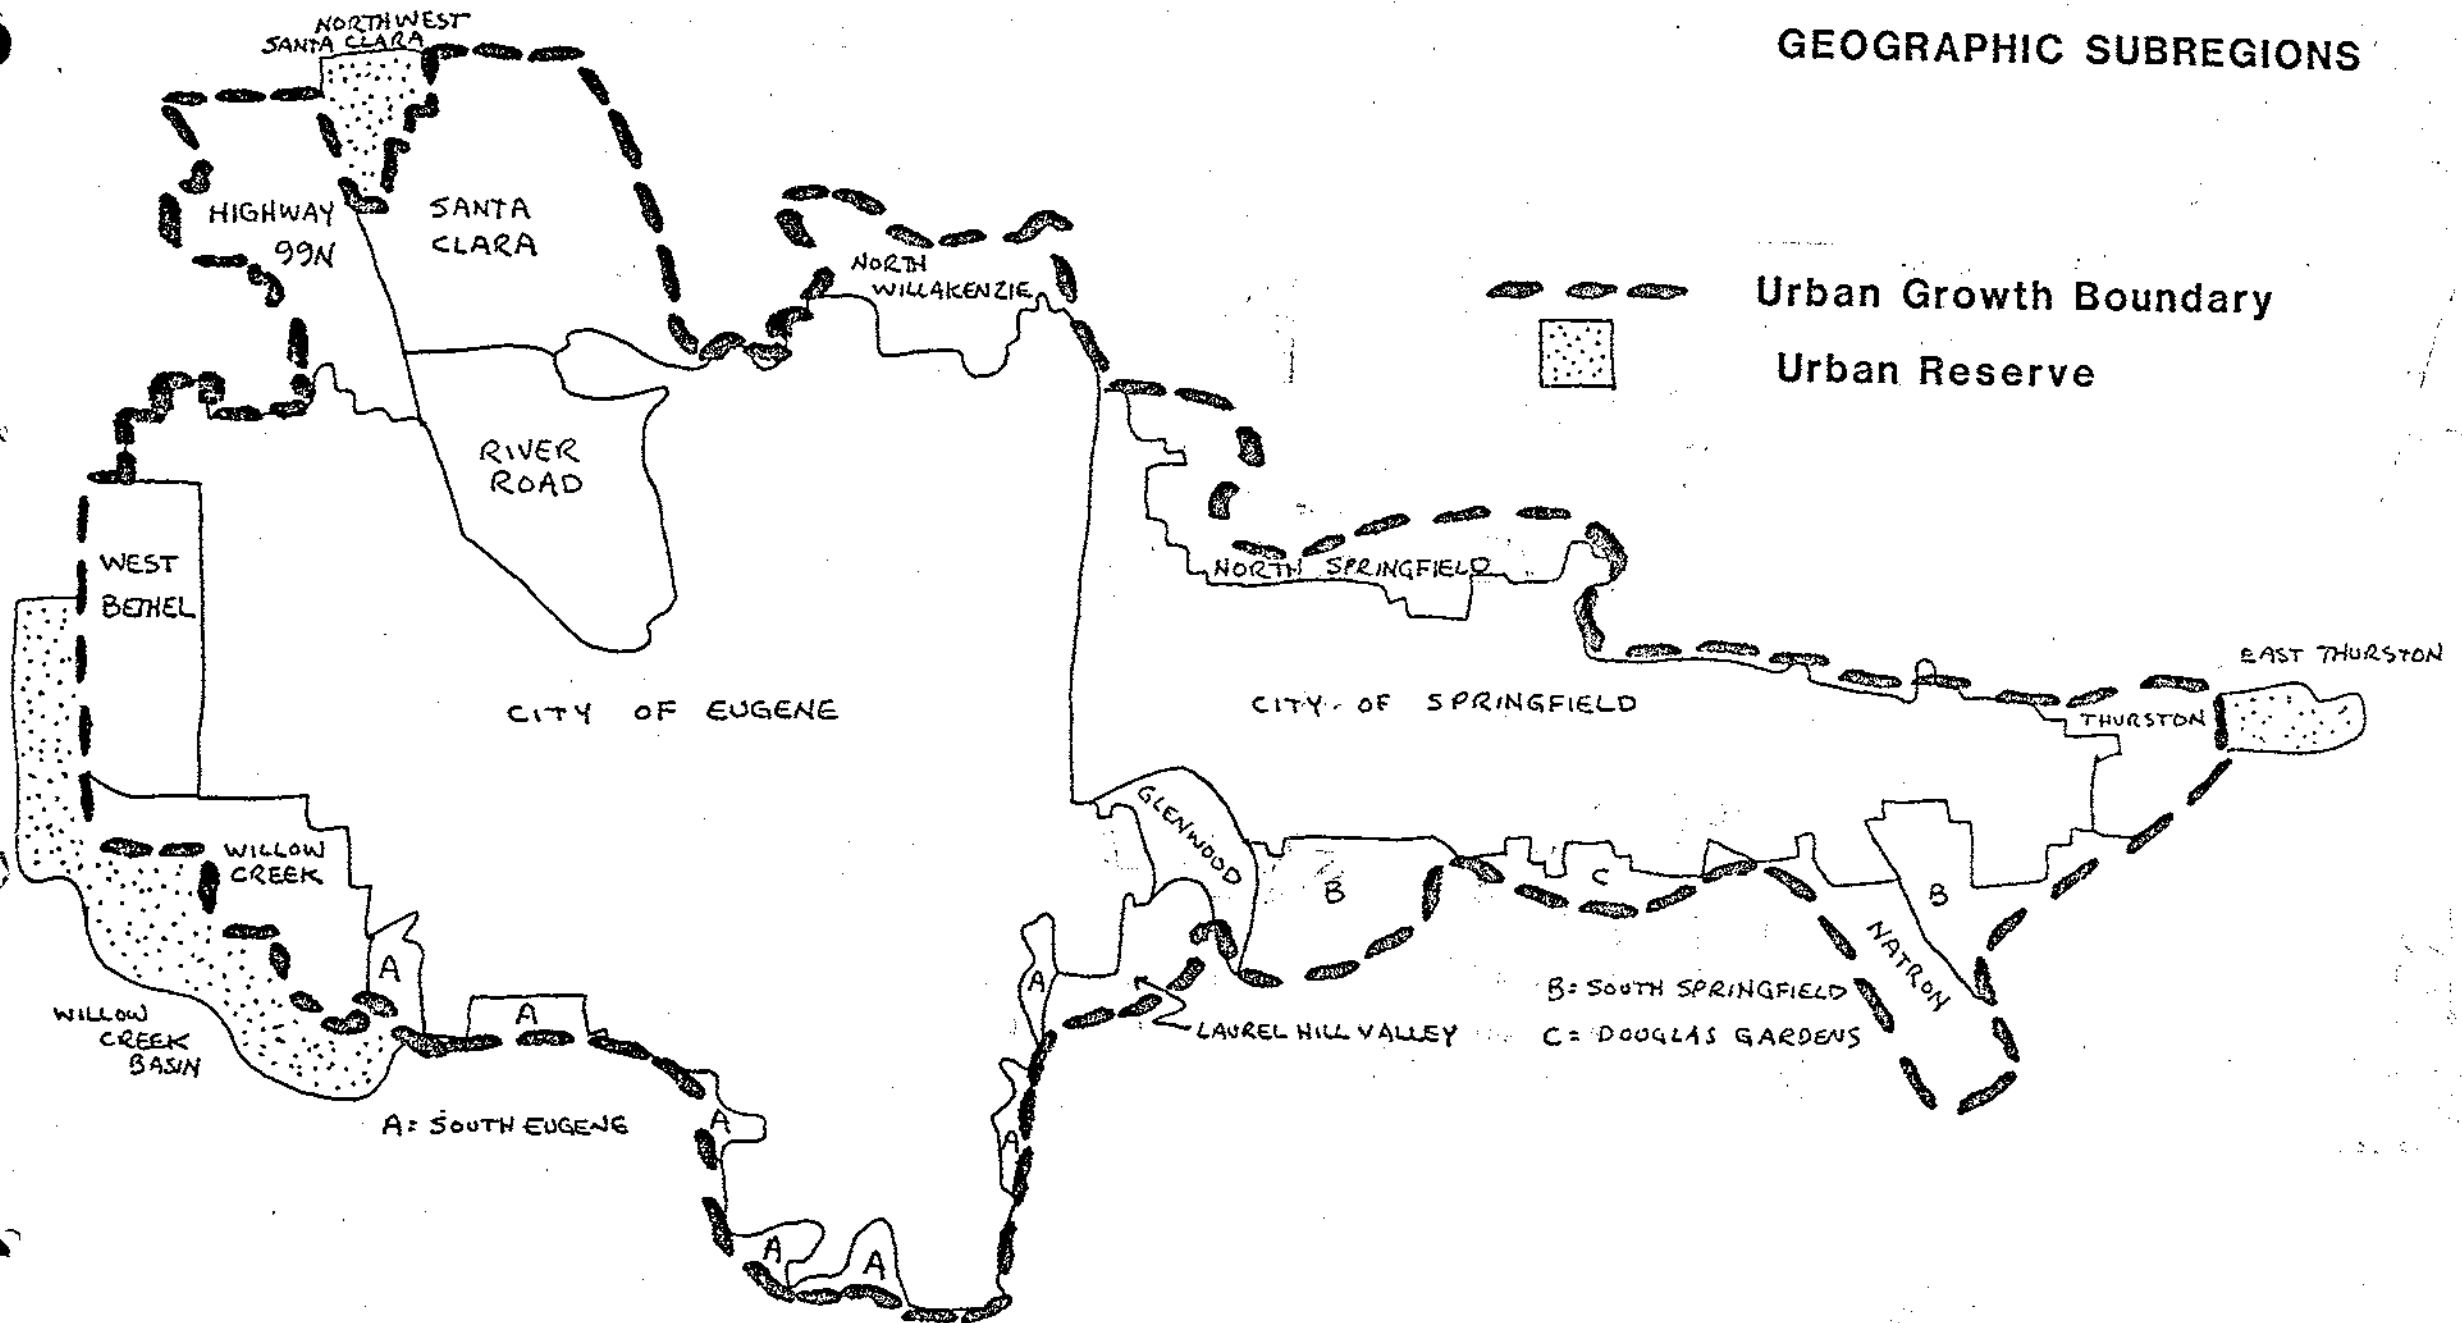 GEOGRAPHIC SUBREGIONS
NORTHWEST
SANTA CLARA
HIGHWAY
99N
SANTA
CLARA
NORTH
WILLAKENZIE
Urban Growth Boundary
Urban Reserve
RIVER
ROAD
WEST
BETHEL
NORTH SPRINGFIELD
CITY OF EUGENE
CITY OF SPRINGFIELD
EAST THURSTON
THURSTON
GLENWOOD
WILLOW
CREEK
B
C
B
NATRON
A
A
A
WILLOW
CREEK
BASIN
LAUREL HILL VALLEY
B= SOUTH SPRINGFIELD
C= DOUGLAS GARDENS
A= SOUTH EUGENE
A
A
A
A